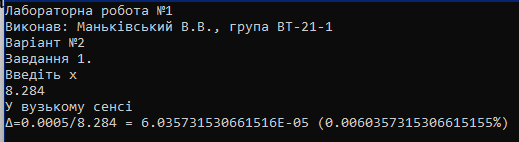 Лабораторна робота №1
Виконав: Маньківський В.В., група ВТ-21-1
Варіант №2
Завдання 1.
Введіть x
8.284
У вузькому сенсі
Δ=0.0005/8.284 = 6.035731530661516E-05 (0.0060357315306615155%)